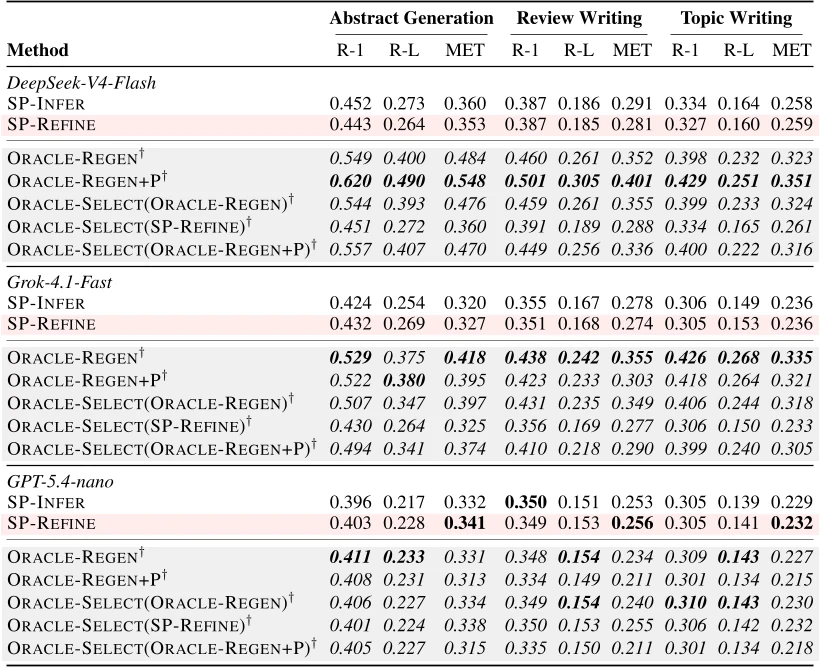 Abstract Generation Review Writing Topic Writing
Method R-1 R-L MET R-1 R-L MET R-1 R-L MET
DeepSeek-V4-Flash
SP-INFER 0.452 0.273 0.360 0.387 0.186 0.291 0.334 0.164 0.258
SP-REFINE 0.443 0.264 0.353 0.387 0.185 0.281 0.327 0.160 0.259
ORACLE-REGEN† 0.549 0.400 0.484 0.460 0.261 0.352 0.398 0.232 0.323
ORACLE-REGEN+P† 0.620 0.490 0.548 0.501 0.305 0.401 0.429 0.251 0.351
ORACLE-SELECT(ORACLE-REGEN)† 0.544 0.393 0.476 0.459 0.261 0.355 0.399 0.233 0.324
ORACLE-SELECT(SP-REFINE)† 0.451 0.272 0.360 0.391 0.189 0.288 0.334 0.165 0.261
ORACLE-SELECT(ORACLE-REGEN+P)† 0.557 0.407 0.470 0.449 0.256 0.336 0.400 0.222 0.316
Grok-4.1-Fast
SP-INFER 0.424 0.254 0.320 0.355 0.167 0.278 0.306 0.149 0.236
SP-REFINE 0.432 0.269 0.327 0.351 0.168 0.274 0.305 0.153 0.236
ORACLE-REGEN† 0.529 0.375 0.418 0.438 0.242 0.355 0.426 0.268 0.335
ORACLE-REGEN+P† 0.522 0.380 0.395 0.423 0.233 0.303 0.418 0.264 0.321
ORACLE-SELECT(ORACLE-REGEN)† 0.507 0.347 0.397 0.431 0.235 0.349 0.406 0.244 0.318
ORACLE-SELECT(SP-REFINE)† 0.430 0.264 0.325 0.356 0.169 0.277 0.306 0.150 0.233
ORACLE-SELECT(ORACLE-REGEN+P)† 0.494 0.341 0.374 0.410 0.218 0.290 0.399 0.240 0.305
GPT-5.4-nano
SP-INFER 0.396 0.217 0.332 0.350 0.151 0.253 0.305 0.139 0.229
SP-REFINE 0.403 0.228 0.341 0.349 0.153 0.256 0.305 0.141 0.232
ORACLE-REGEN† 0.411 0.233 0.331 0.348 0.154 0.234 0.309 0.143 0.227
ORACLE-REGEN+P† 0.408 0.231 0.313 0.334 0.149 0.211 0.301 0.134 0.215
ORACLE-SELECT(ORACLE-REGEN)† 0.406 0.227 0.334 0.349 0.154 0.240 0.310 0.143 0.230
ORACLE-SELECT(SP-REFINE)† 0.401 0.224 0.338 0.350 0.153 0.255 0.306 0.142 0.232
ORACLE-SELECT(ORACLE-REGEN+P)† 0.405 0.227 0.315 0.335 0.150 0.211 0.301 0.134 0.218